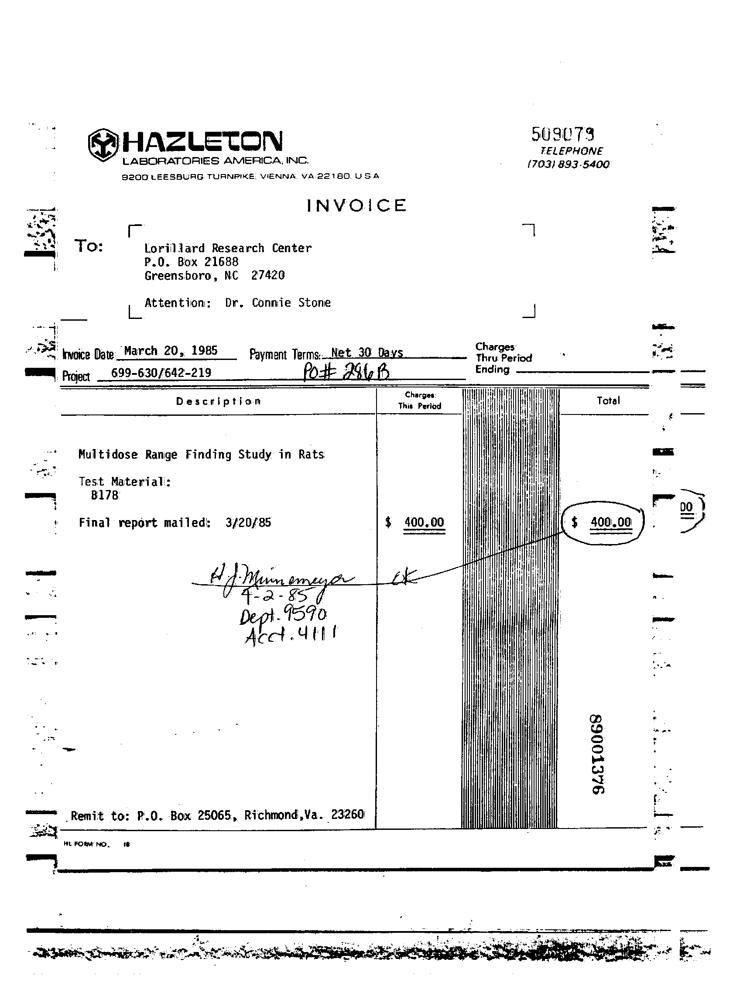 509079
HAZLETON
LABORATORIES AMERICA, INC.
TELEPHONE
(703) 893-5400
9200 LEESBURG TURNPIKE, VIENNA, VA 22180, U S A
INVOICE
To:
Lorillard Research Center
P.O. Box 21688
Greensboro, NC 27420
Attention: Dr. Connie Stone
Invoice Date March 20, 1985 Payment Terms: Net 30 Days
Charges Thru Period Ending
Project 699-630/642-219 PO# 286B
Description
Charges This Period
Total
Multidose Range Finding Study in Rats
Test Material:
B178
Final report mailed: 3/20/85 $ 400.00 $ 400.00
00
H J. Minnemeyer ok
4-2-85
Dept. 9590
Acct. 4111
89001376
Remit to: P.O. Box 25065, Richmond,Va. 23260
HL FORM NO. 18